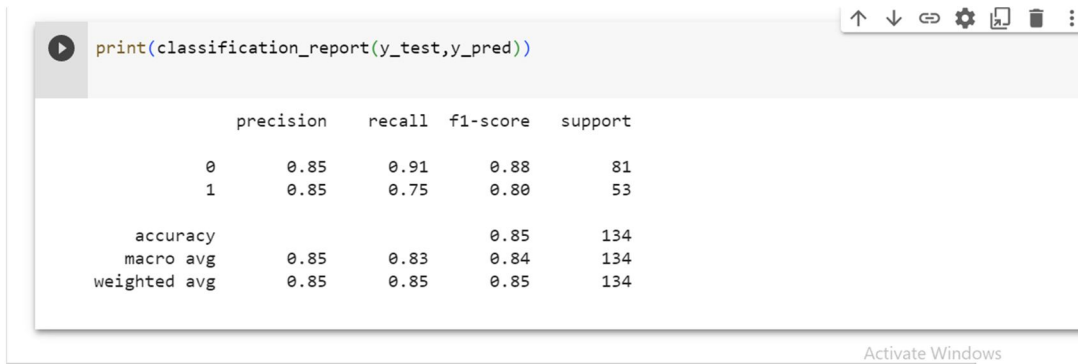 print(classification_report(y_test,y_pred))
precision recall f1-score support
0 0.85 0.91 0.88 81
1 0.85 0.75 0.80 53
accuracy 0.85 134
macro avg 0.85 0.83 0.84 134
weighted avg 0.85 0.85 0.85 134
Activate Windows